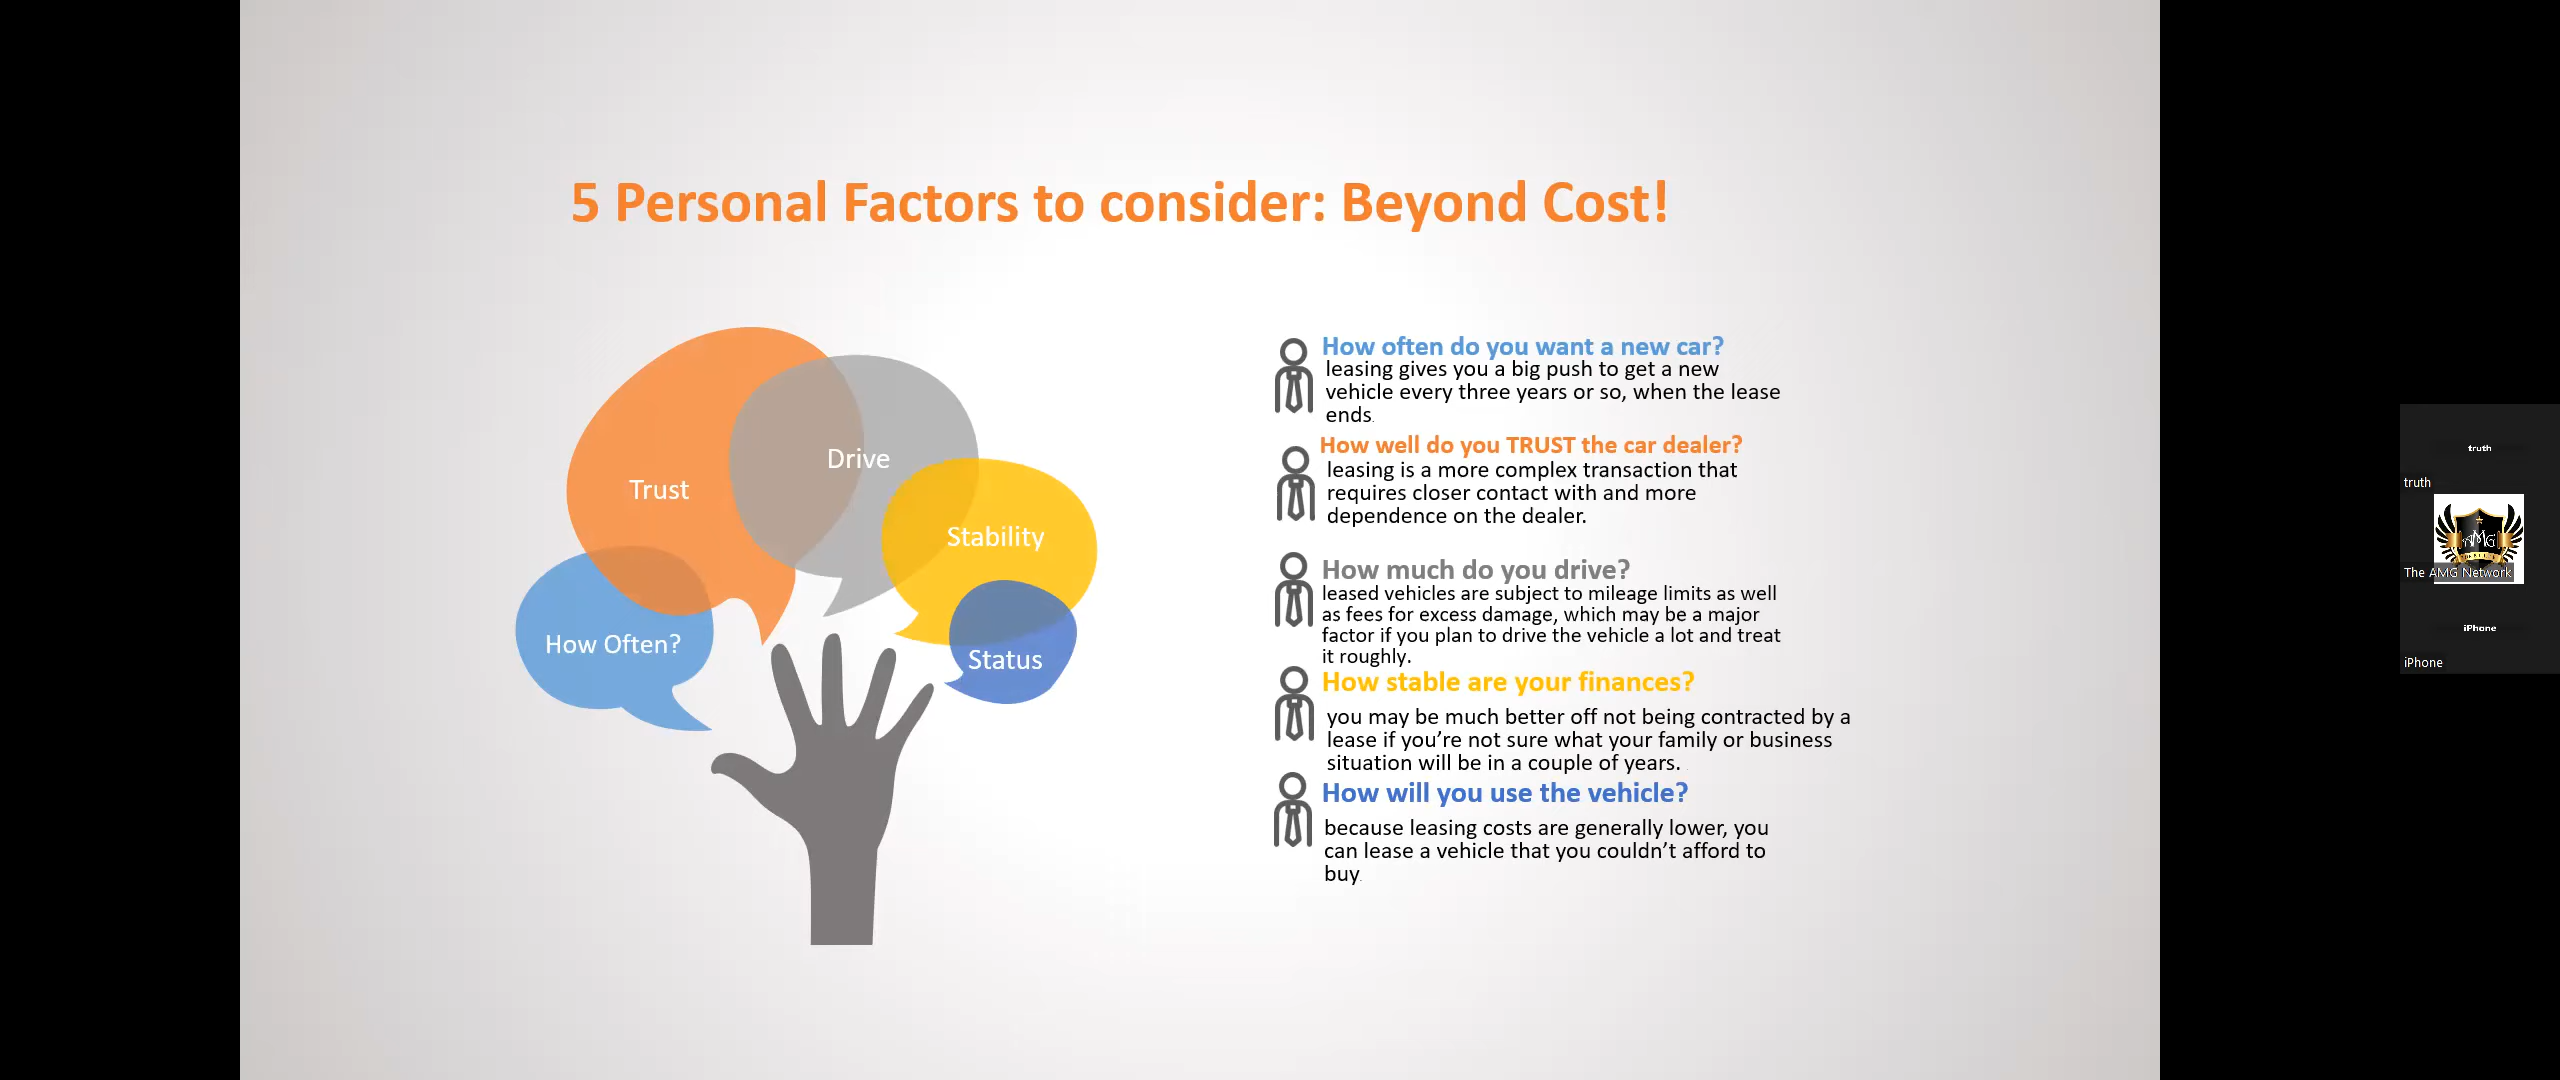 5 Personal Factors to consider: Beyond Cost!
Trust
Drive
Stability
How Often?
Status
How often do you want a new car?
leasing gives you a big push to get a new
vehicle every three years or so, when the lease
ends.
How well do you TRUST the car dealer?
leasing is a more complex transaction that
requires closer contact with and more
dependence on the dealer.
How much do you drive?
leased vehicles are subject to mileage limits as well
as fees for excess damage, which may be a major
factor if you plan to drive the vehicle a lot and treat
it roughly.
How stable are your finances?
you may be much better off not being contracted by a
lease if you’re not sure what your family or business
situation will be in a couple of years.
How will you use the vehicle?
because leasing costs are generally lower, you
can lease a vehicle that you couldn’t afford to
buy.
truth
truth
AMG
The AMG Network
iPhone
iPhone